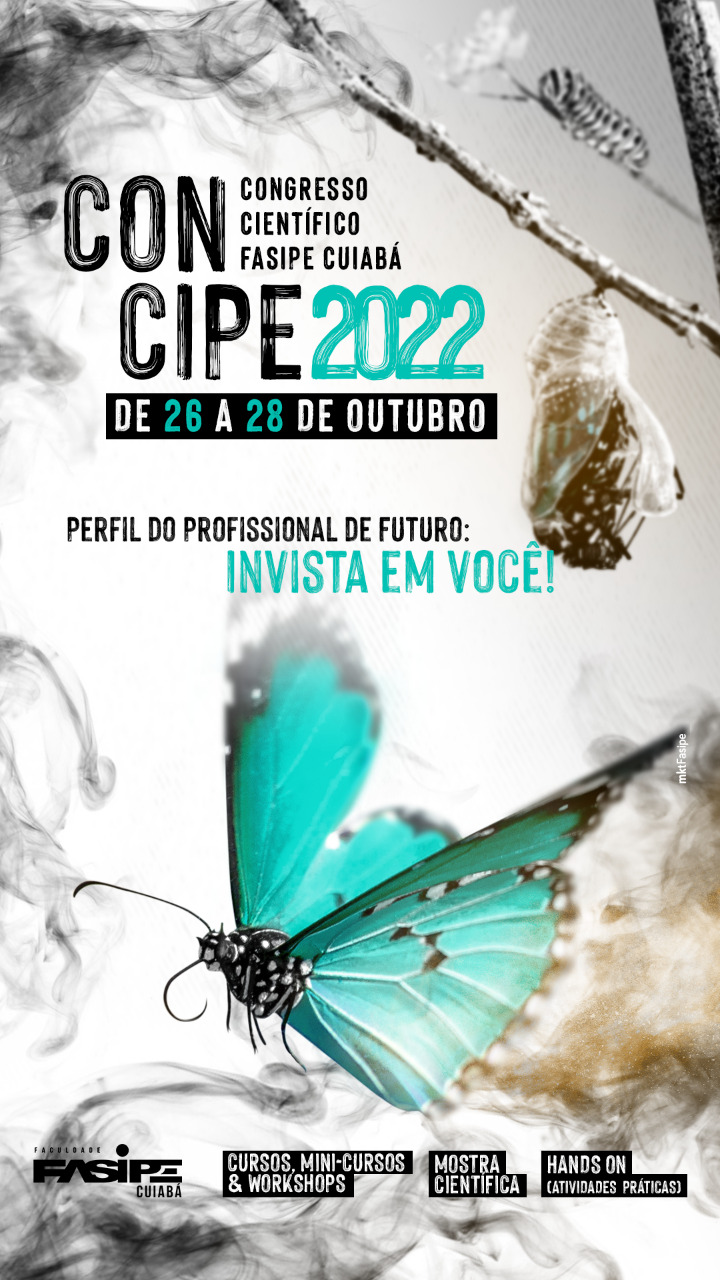 CON
CONGRESSO
CIENTÍFICO
FASIPE CUIABÁ
CIPE 2022
DE 26 A 28 DE OUTUBRO
PERFIL DO PROFISSIONAL DE FUTURO:
INVISTA EM VOCÊ!
mktFasipe
FACULDADE
FASIPE
CUIABÁ
CURSOS, MINI-CURSOS
& WORKSHOPS
MOSTRA
CIENTÍFICA
HANDS ON
(ATIVIDADES PRÁTICAS)